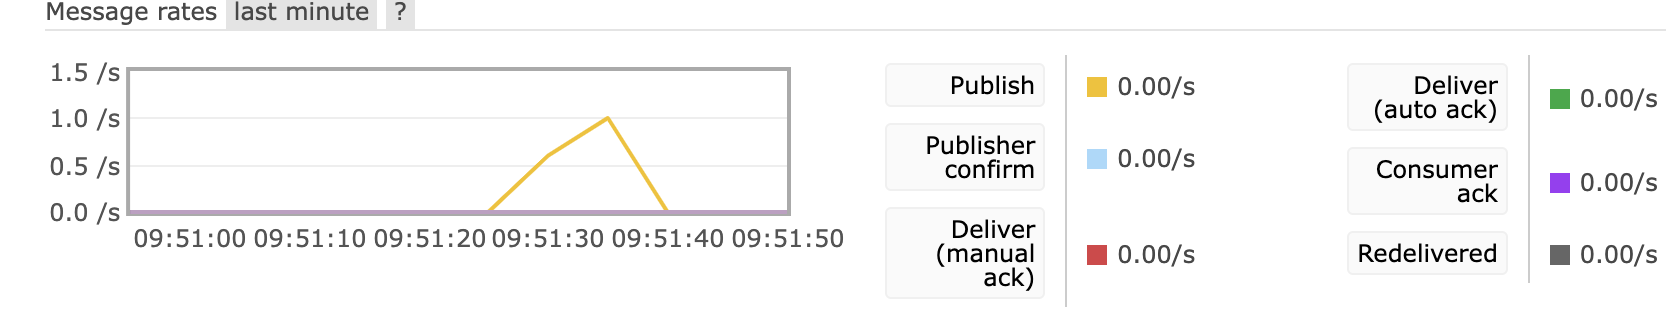 Message rates last minute ?
1.5 /s
1.0 /s
0.5 /s
0.0 /s
09:51:00 09:51:10 09:51:20 09:51:30 09:51:40 09:51:50
Publish
0.00/s
Publisher
confirm
0.00/s
Deliver
(manual
ack)
0.00/s
Deliver
(auto ack)
0.00/s
Consumer
ack
0.00/s
Redelivered
0.00/s